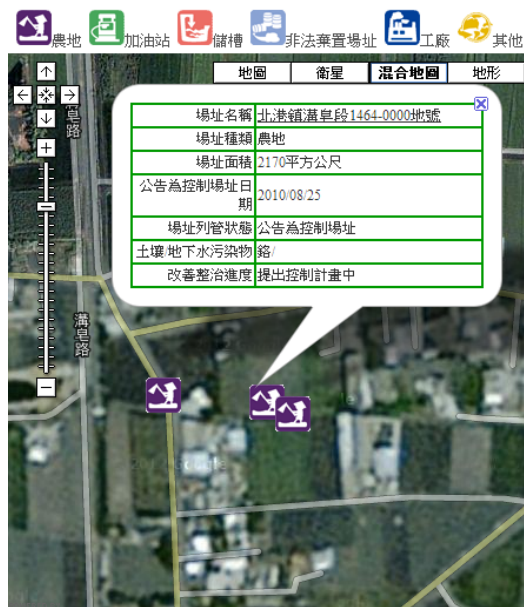 農地 加油站 儲槽 非法棄置場址 工廠 其他
地圖 衛星 混合地圖 地形
場址名稱 北港鎮溝皂段1464-0000地號
場址種類 農地
場址面積 2170平方公尺
公告為控制場址日期 2010/08/25
場址列管狀態 公告為控制場址
土壤/地下水污染物 鉻/
改善整治進度 提出控制計畫中
溝皂路
溝皂路